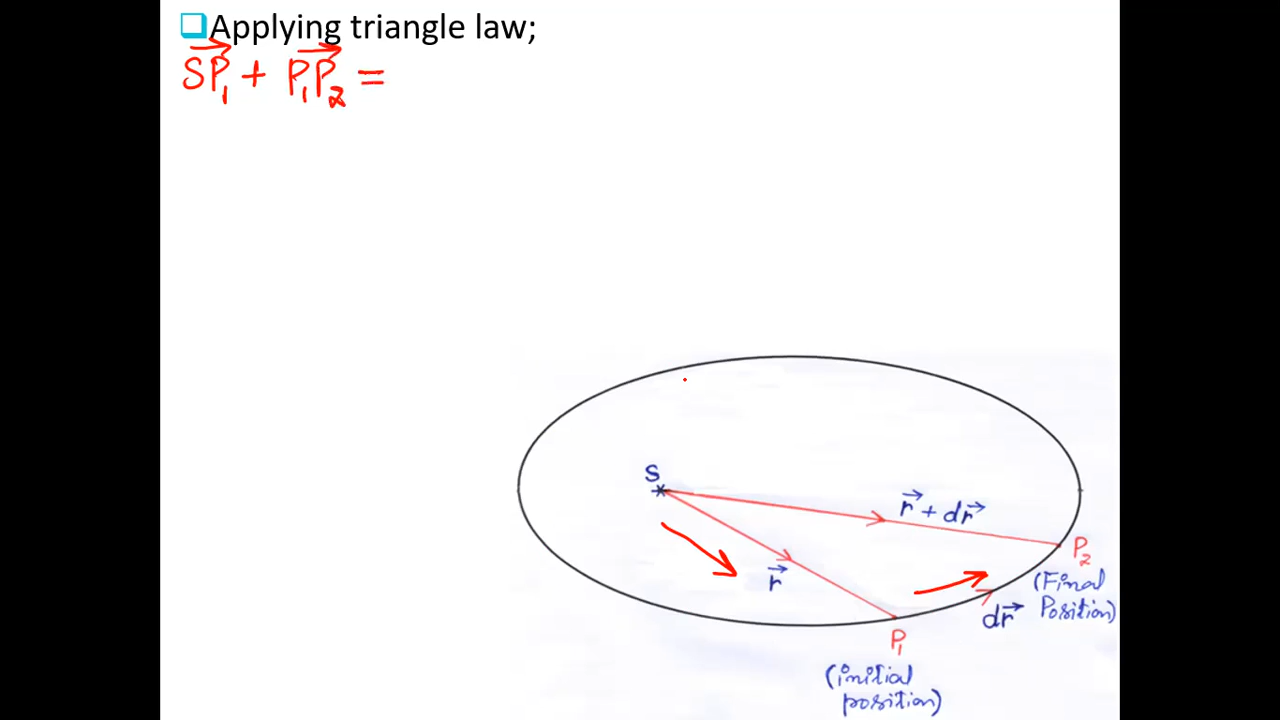 Applying triangle law;
SP₁ + P₁P₂ =
S
r⃗ + dr⃗
P₂
(Final
Position)
r⃗
dr⃗
P₁
(initial
position)